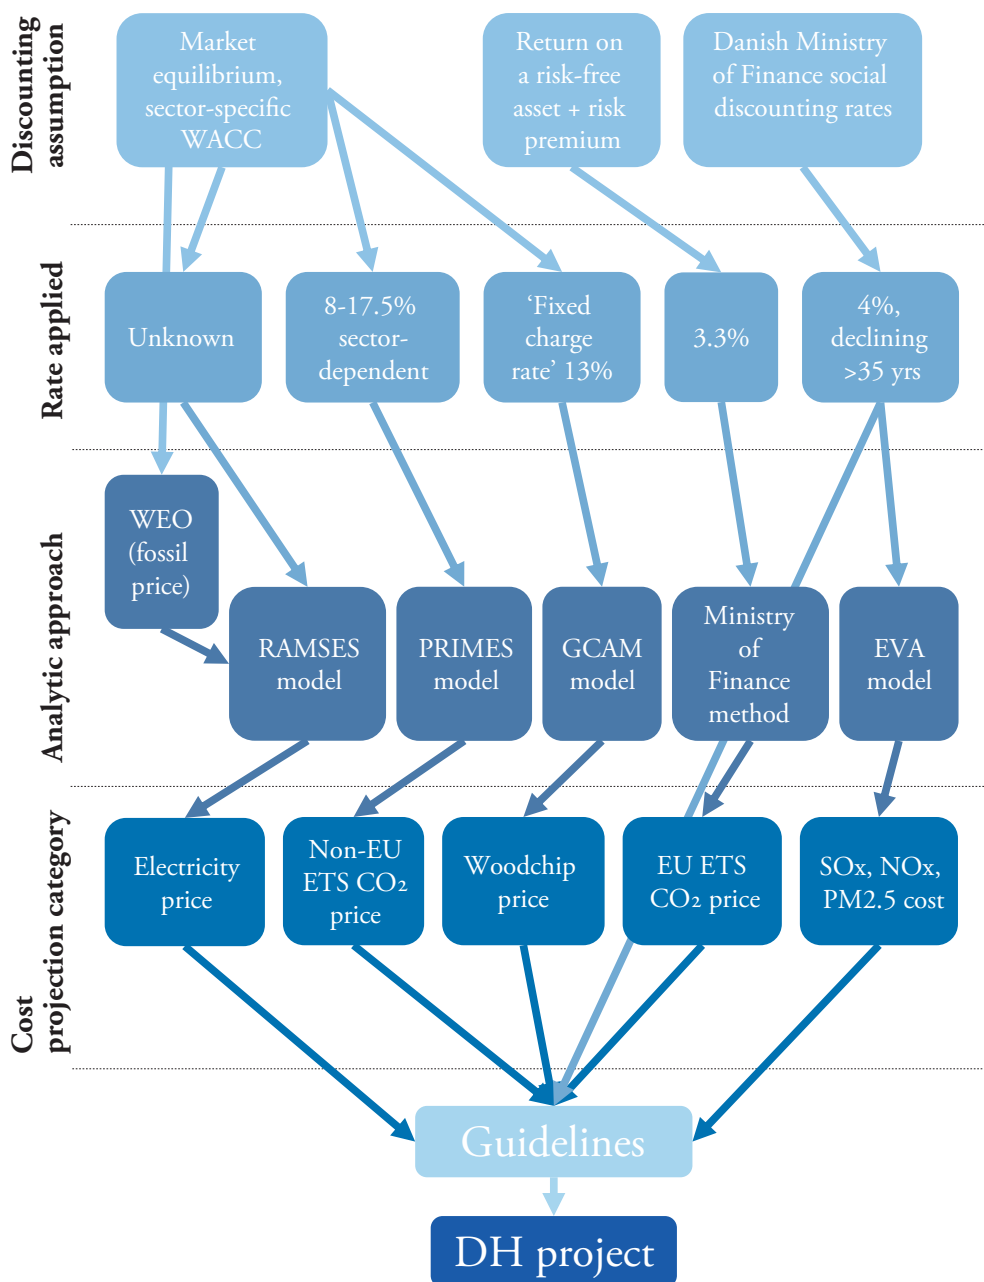 Discounting
assumption
Market
equilibrium,
sector-specific
WACC
Return on
a risk-free
asset + risk
premium
Danish Ministry
of Finance social
discounting rates
Rate applied
Unknown
8-17.5%
sector-
dependent
‘Fixed
charge
rate’ 13%
3.3%
4%,
declining
>35 yrs
Analytic approach
WEO
(fossil
price)
RAMSES
model
PRIMES
model
GCAM
model
Ministry
of
Finance
method
EVA
model
Cost
projection category
Electricity
price
Non-EU
ETS CO2
price
Woodchip
price
EU ETS
CO2 price
SOx, NOx,
PM2.5 cost
Guidelines
DH project